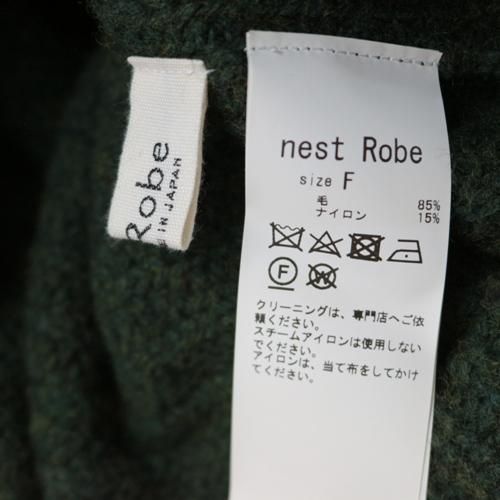 Robe
IN JAPAN
nest Robe
size F
毛 85%
ナイロン 15%
F
W
クリーニングは、専門店へご依
頼ください。
スチームアイロンは使用しない
でください。
アイロンは、当て布をしてかけ
てください。